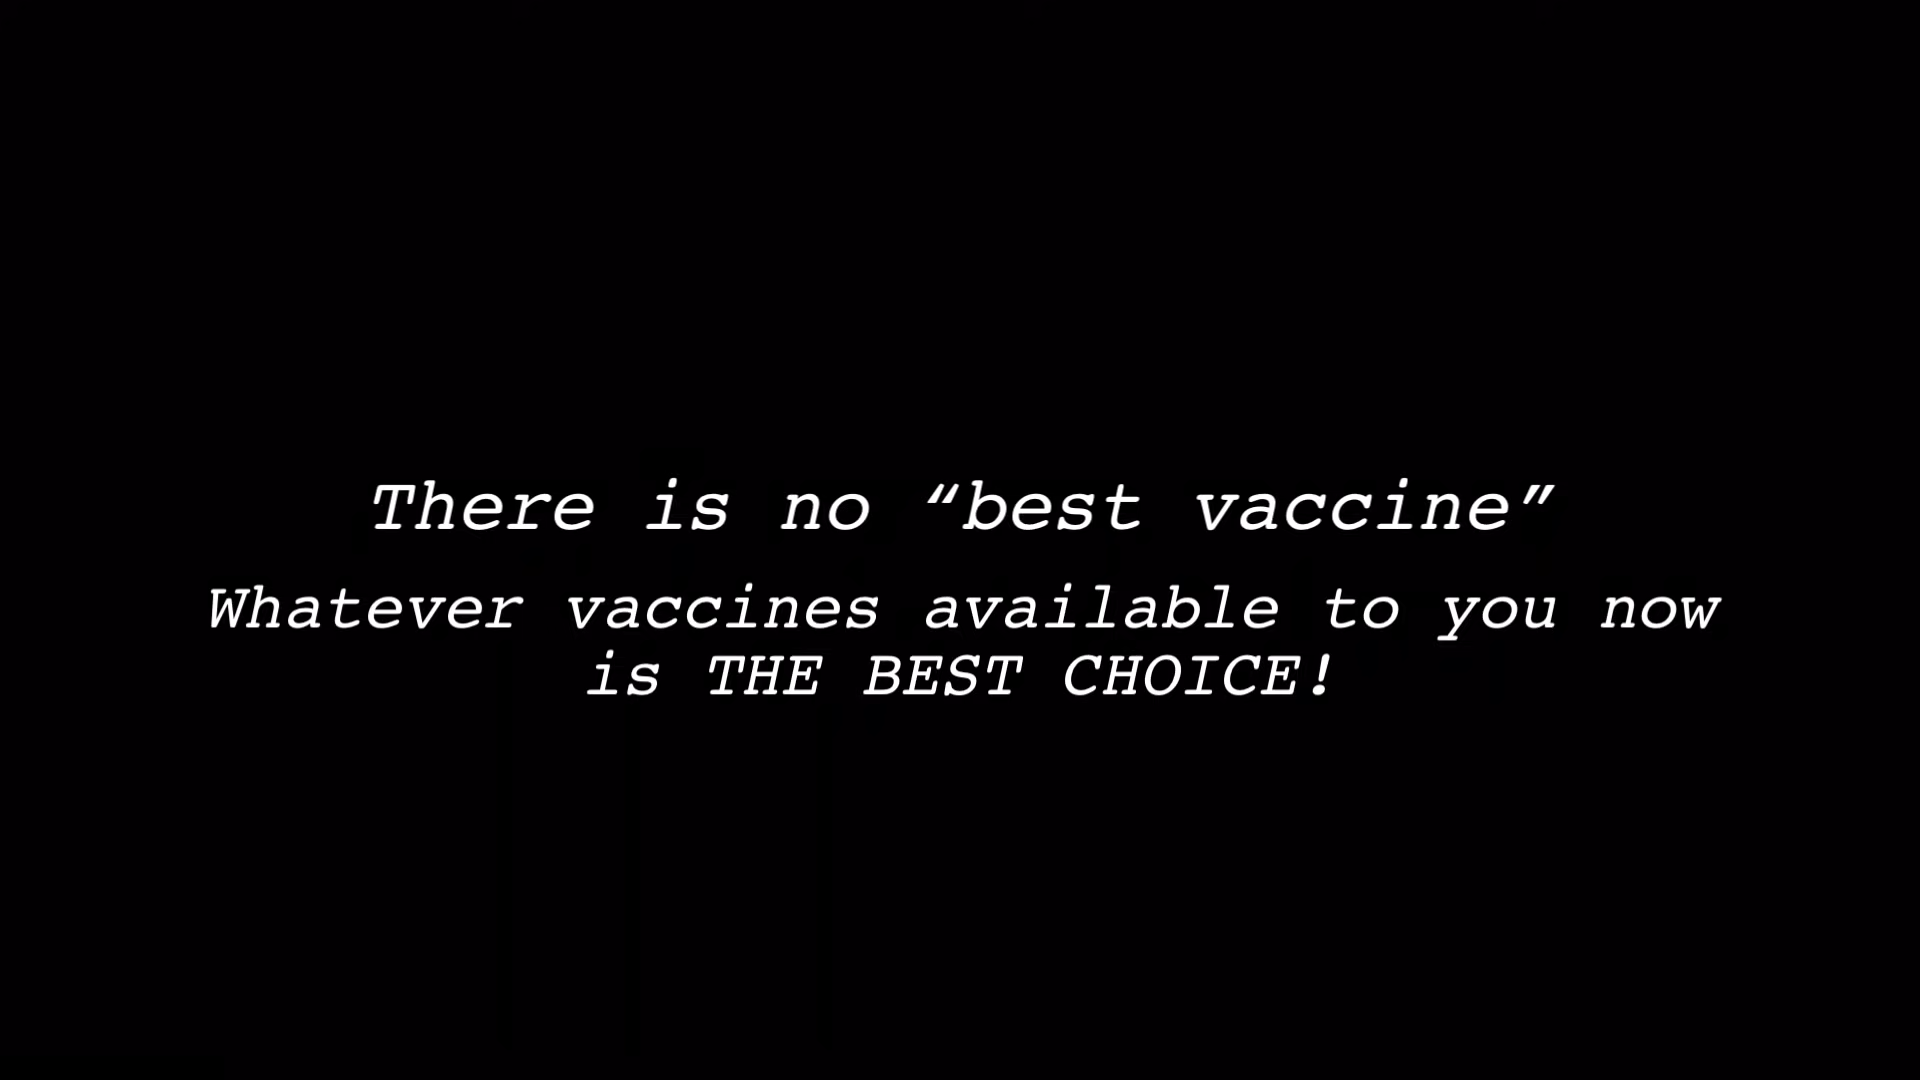 There is no “best vaccine”
Whatever vaccines available to you now
is THE BEST CHOICE!